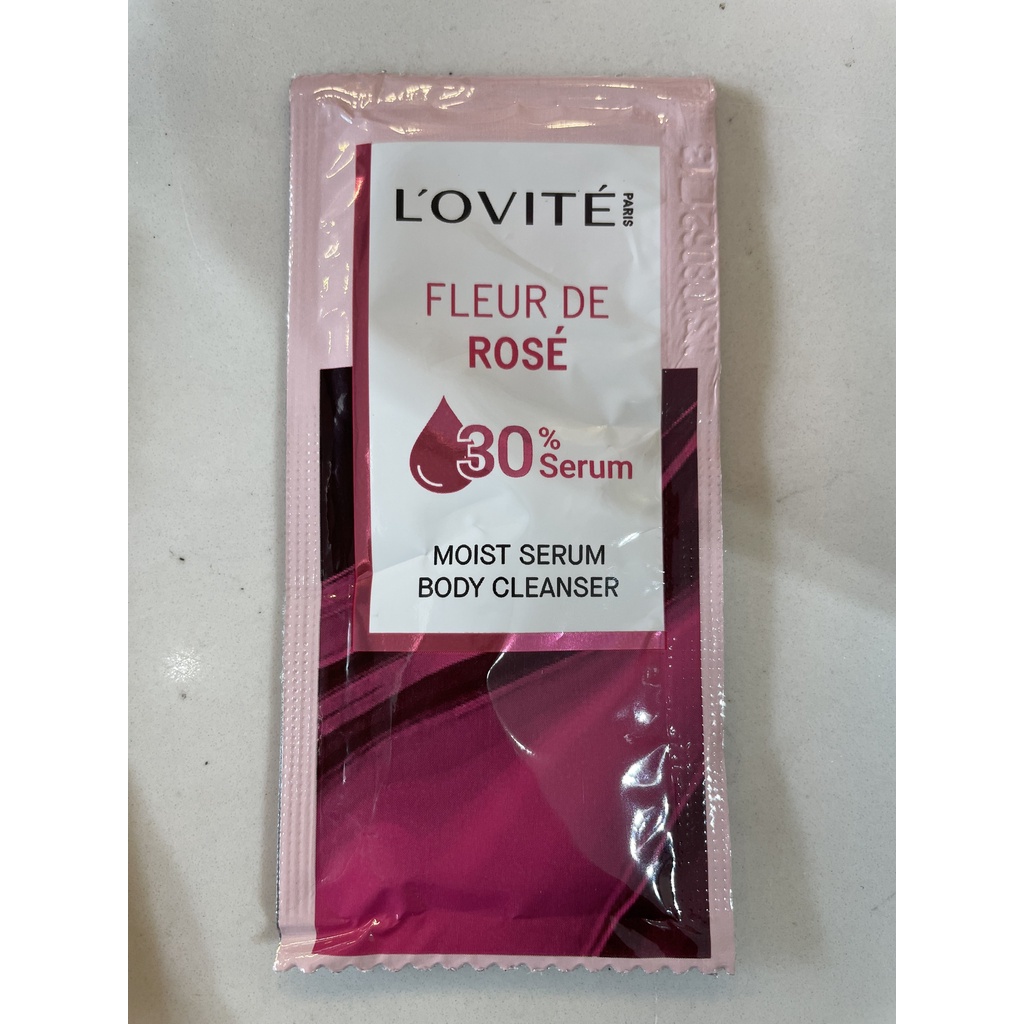 L'OVITÉ PARIS
FLEUR DE
ROSÉ
30% Serum
MOIST SERUM
BODY CLEANSER